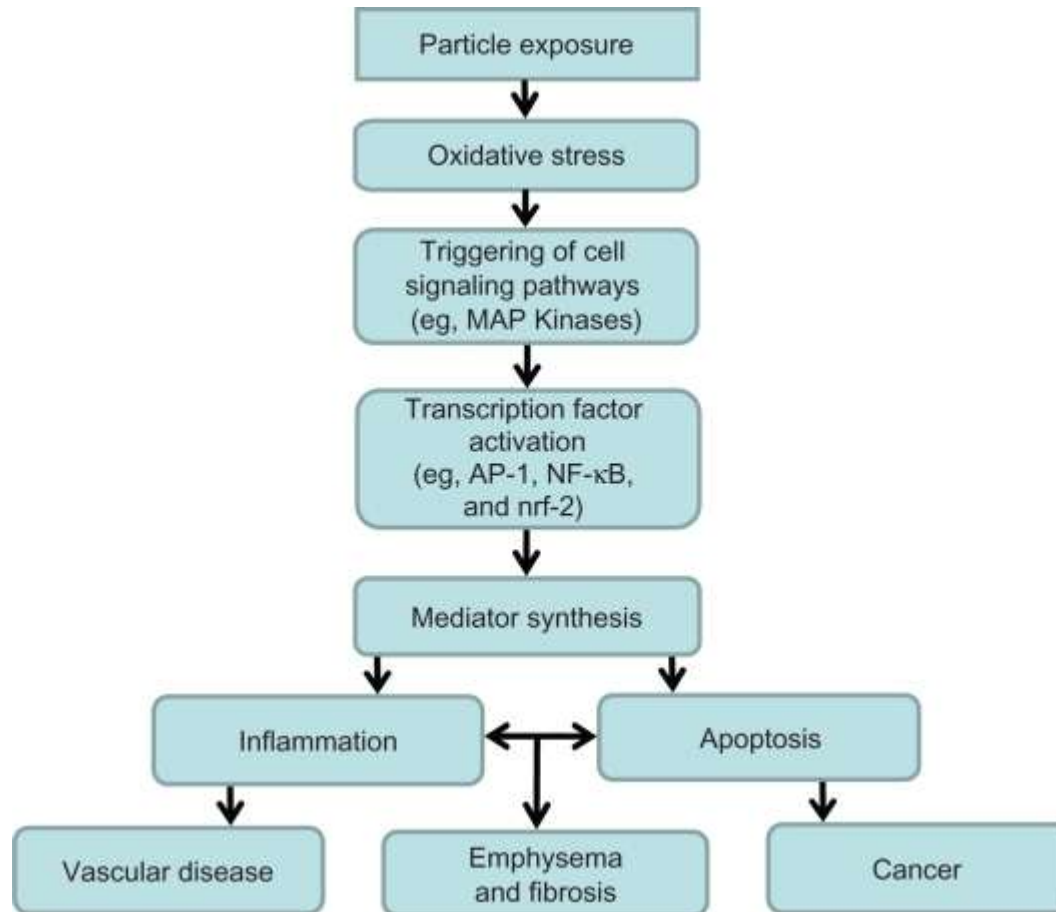 Particle exposure
Oxidative stress
Triggering of cell
signaling pathways
(eg, MAP Kinases)
Transcription factor
activation
(eg, AP-1, NF-κB,
and nrf-2)
Mediator synthesis
Inflammation
Apoptosis
Vascular disease
Emphysema
and fibrosis
Cancer